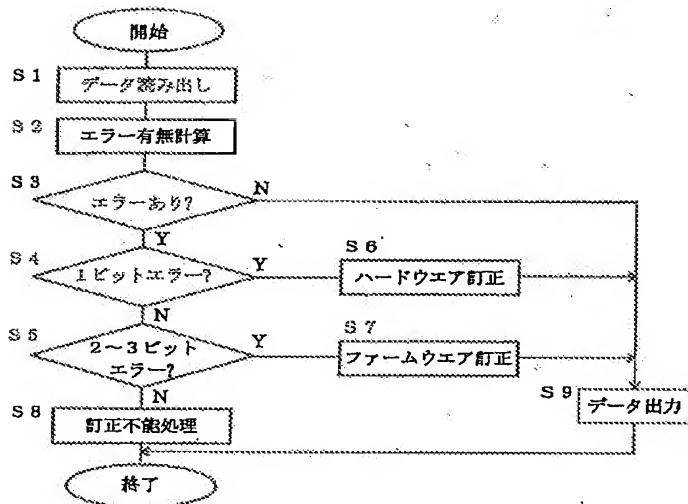 開始
S1
データ読み出し
S2
エラー有無計算
S3
エラーあり?
N
Y
S4
1ビットエラー?
Y
S6
ハードウエア訂正
N
S5
2~3ビット
エラー?
Y
S7
ファームウエア訂正
N
S8
訂正不能処理
S9
データ出力
終了